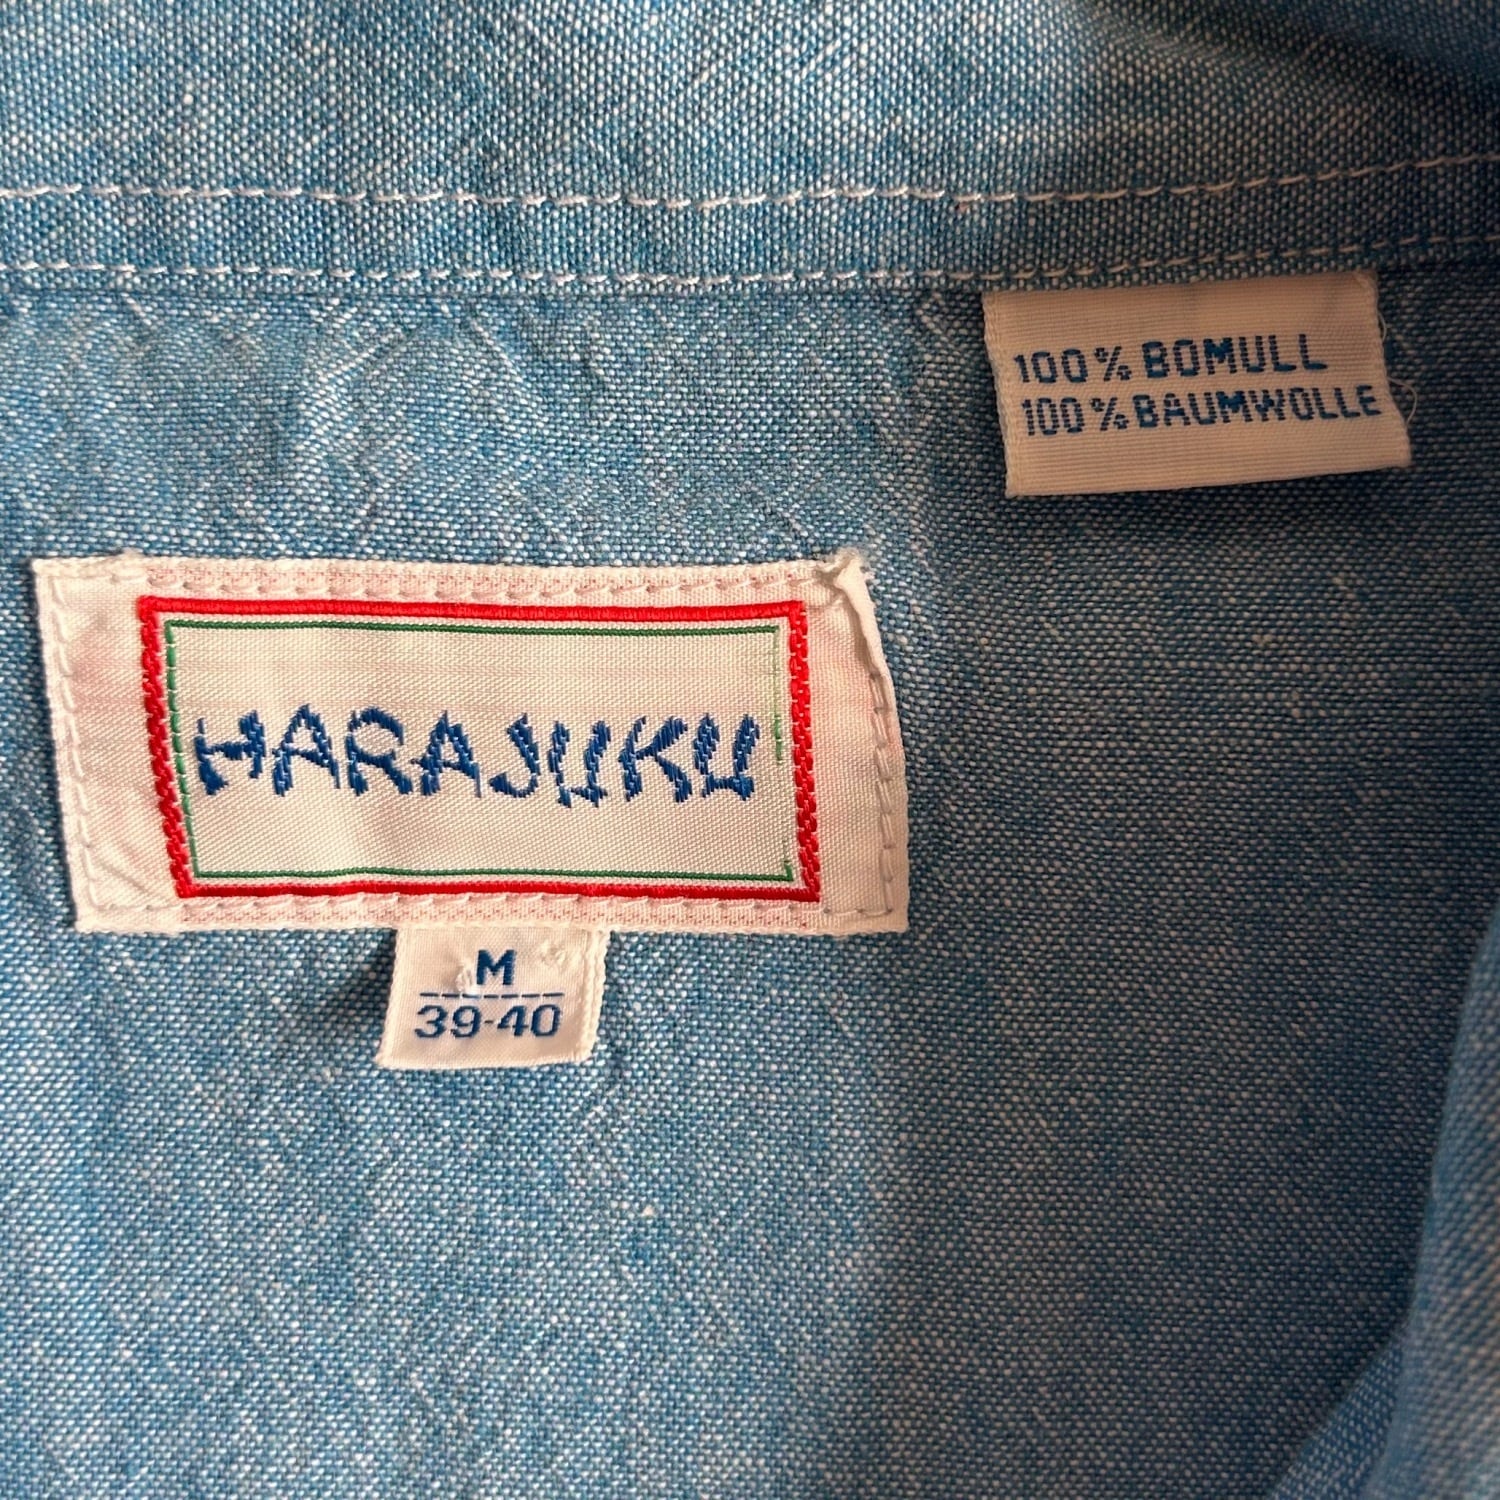 100% BOMULL
100% BAUMWOLLE
HARAJUKU
M
39-40